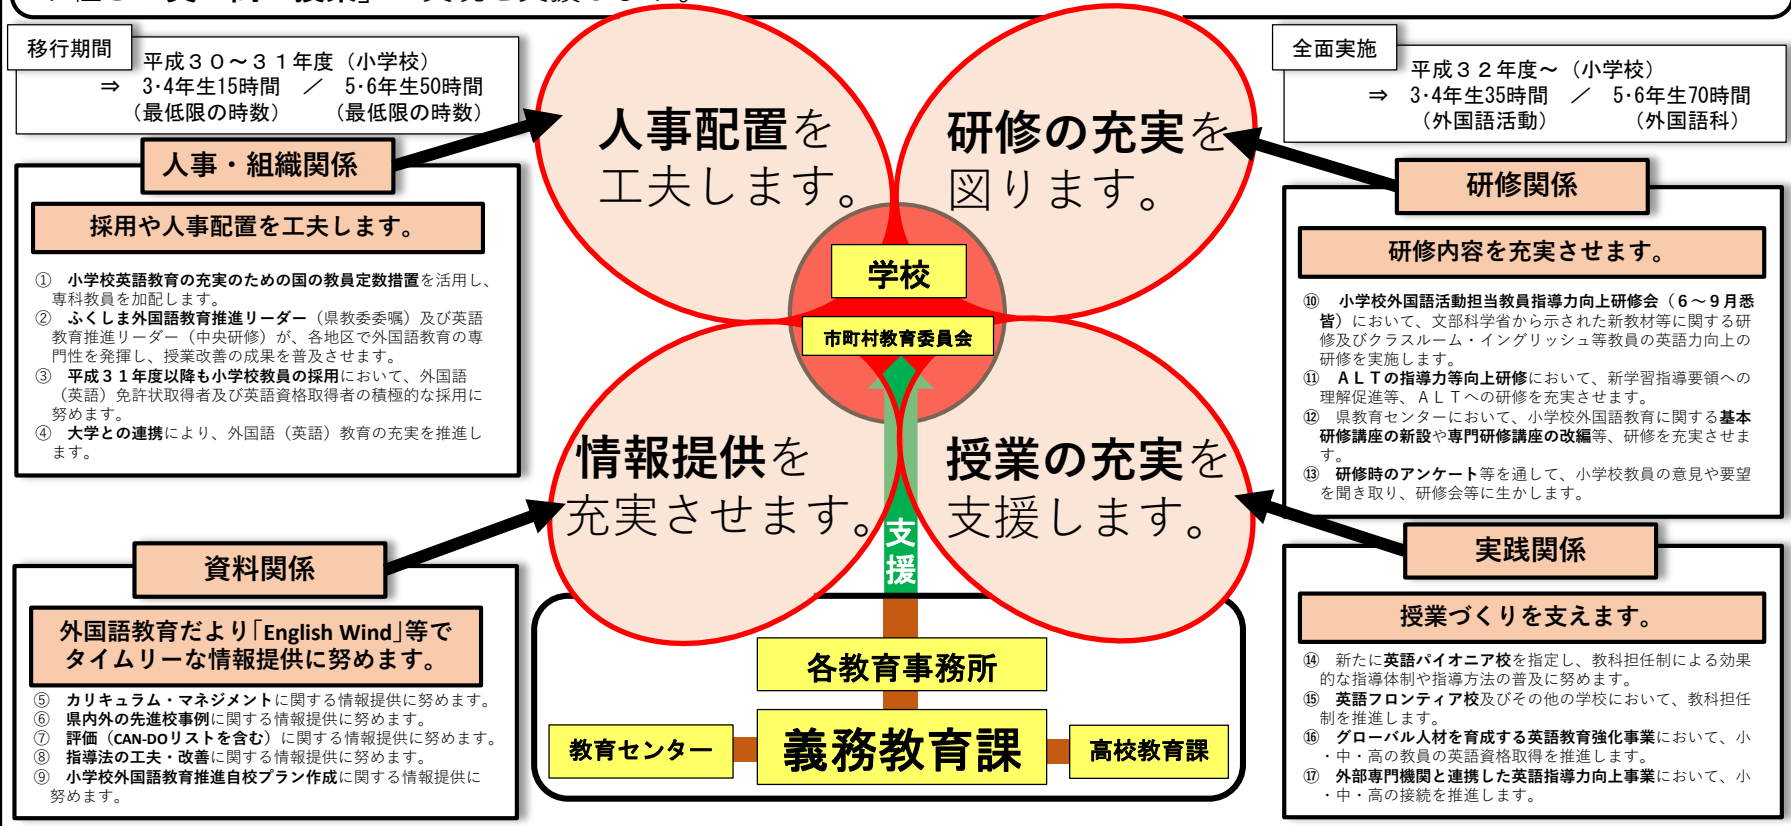 移行期間
平成３０～３１年度（小学校）
⇒ 3･4年生15時間 ／ 5･6年生50時間
（最低限の時数） （最低限の時数）
全面実施
平成３２年度～（小学校）
⇒ 3･4年生35時間 ／ 5･6年生70時間
（外国語活動） （外国語科）
人事配置を
工夫します。
研修の充実を
図ります。
学校
市町村教育委員会
情報提供を
充実させます。
授業の充実を
支援します。
支
援
各教育事務所
教育センター
義務教育課
高校教育課
人事・組織関係
採用や人事配置を工夫します。
① 小学校英語教育の充実のための国の教員定数措置を活用し、
専科教員を加配します。
② ふくしま外国語教育推進リーダー（県教委委嘱）及び英語
教育推進リーダー（中央研修）が、各地区で外国語教育の専
門性を発揮し、授業改善の成果を普及させます。
③ 平成３１年度以降も小学校教員の採用において、外国語
（英語）免許状取得者及び英語資格取得者の積極的な採用に
努めます。
④ 大学との連携により、外国語（英語）教育の充実を推進し
ます。
資料関係
外国語教育だより｢English Wind｣等で
タイムリーな情報提供に努めます。
⑤ カリキュラム・マネジメントに関する情報提供に努めます。
⑥ 県内外の先進校事例に関する情報提供に努めます。
⑦ 評価（CAN-DOリストを含む）に関する情報提供に努めます。
⑧ 指導法の工夫・改善に関する情報提供に努めます。
⑨ 小学校外国語教育推進自校プラン作成に関する情報提供に
努めます。
研修関係
研修内容を充実させます。
⑩ 小学校外国語活動担当教員指導力向上研修会（６～９月悉
皆）において、文部科学省から示された新教材等に関する研
修及びクラスルーム・イングリッシュ等教員の英語力向上の
研修を実施します。
⑪ ＡＬＴの指導力等向上研修において、新学習指導要領への
理解促進等、ＡＬＴへの研修を充実させます。
⑫ 県教育センターにおいて、小学校外国語教育に関する基本
研修講座の新設や専門研修講座の改編等、研修を充実させま
す。
⑬ 研修時のアンケート等を通して、小学校教員の意見や要望
を聞き取り、研修会等に生かします。
実践関係
授業づくりを支えます。
⑭ 新たに英語パイオニア校を指定し、教科担任制による効果
的な指導体制や指導方法の普及に努めます。
⑮ 英語フロンティア校及びその他の学校において、教科担任
制を推進します。
⑯ グローバル人材を育成する英語教育強化事業において、小
・中・高の教員の英語資格取得を推進します。
⑰ 外部専門機関と連携した英語指導力向上事業において、小
・中・高の接続を推進します。